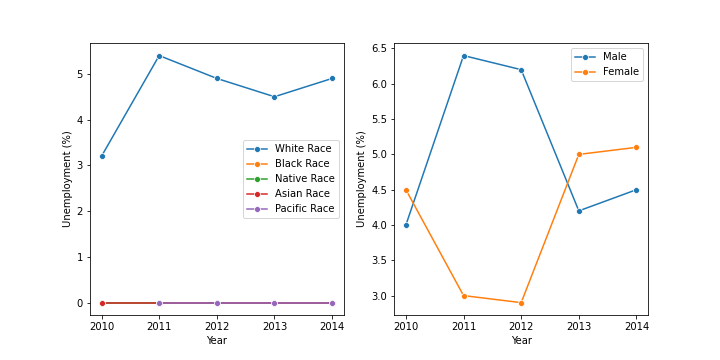 Unemployment (%)
5
4
3
2
1
0
White Race
Black Race
Native Race
Asian Race
Pacific Race
2010 2011 2012 2013 2014
Year
Unemployment (%)
6.5
6.0
5.5
5.0
4.5
4.0
3.5
3.0
Male
Female
2010 2011 2012 2013 2014
Year